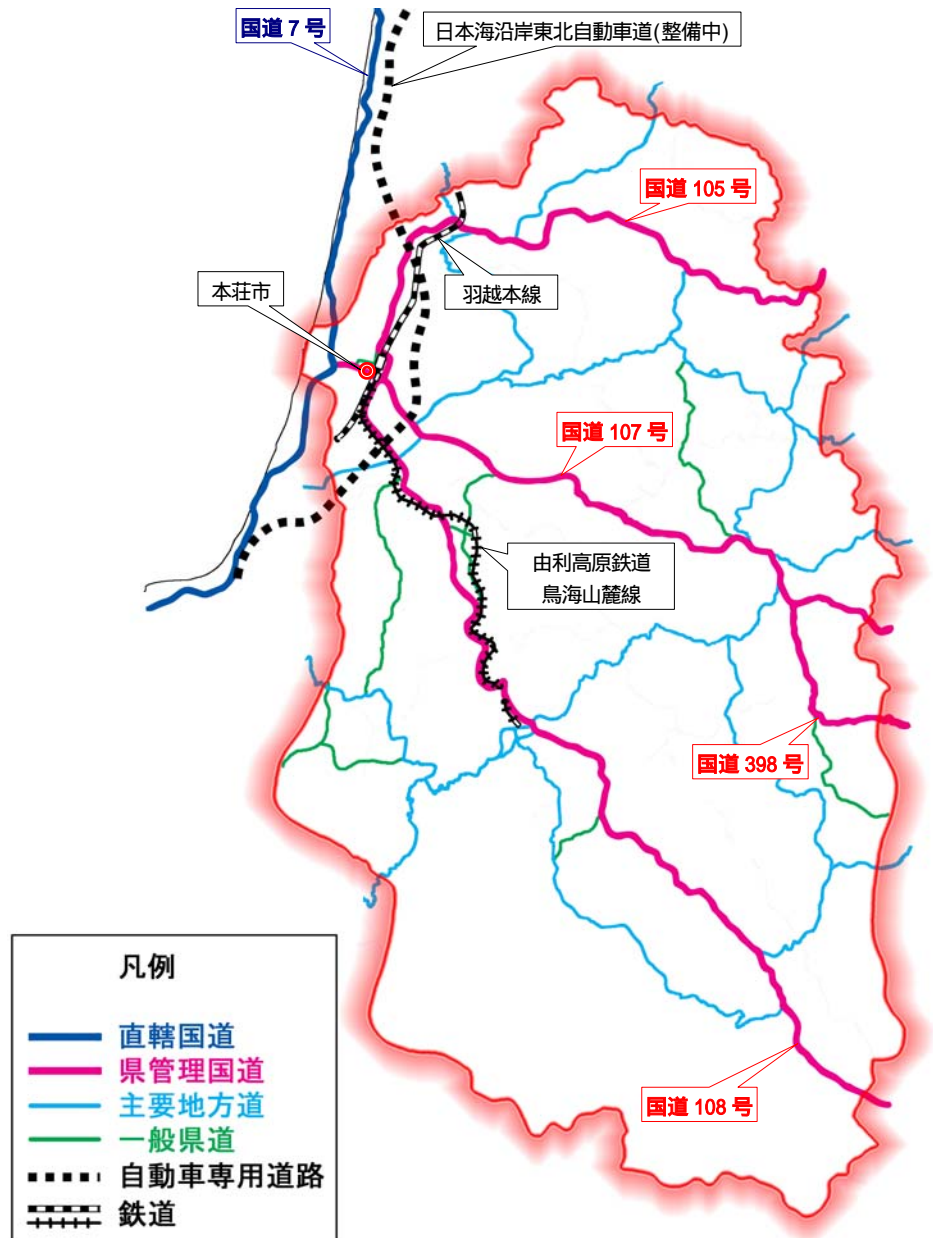 国道7号
日本海沿岸東北自動車道(整備中)
国道 105 号
本荘市
羽越本線
国道 107 号
由利高原鉄道
鳥海山麓線
国道 398 号
国道 108 号
凡例
直轄国道
県管理国道
主要地方道
一般県道
自動車専用道路
鉄道